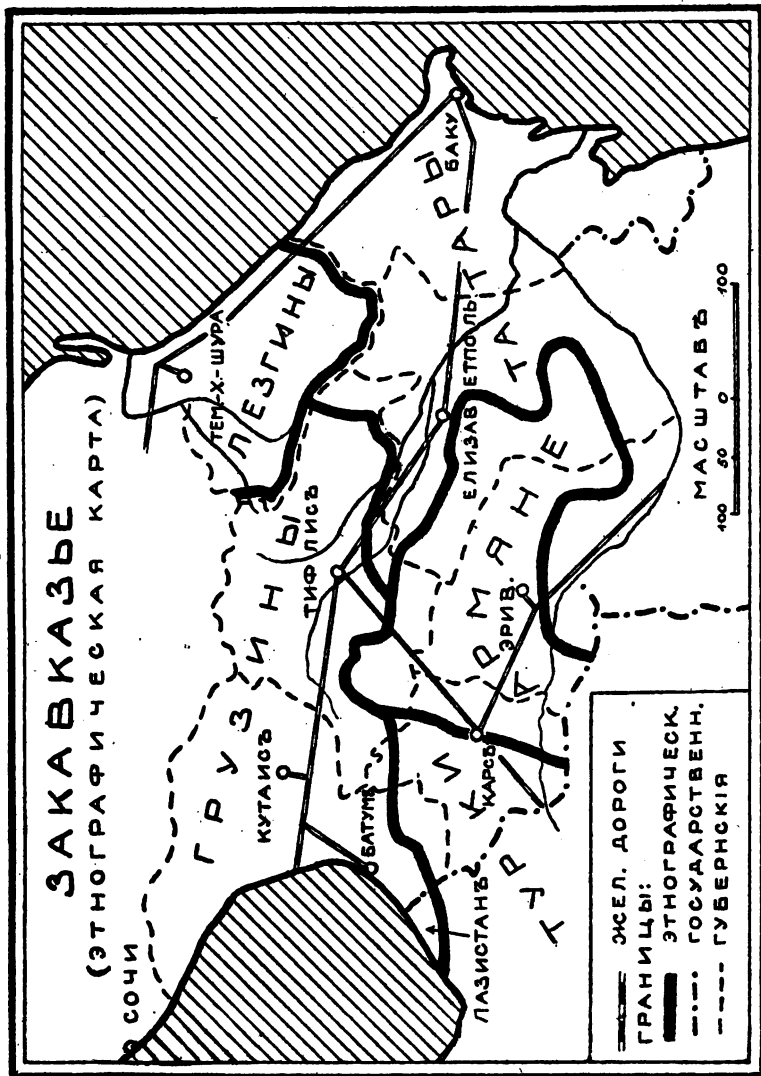 ЗАКАВКАЗЬЕ
(ЭТНОГРАФИЧЕСКАЯ КАРТА)
СОЧИ
ТЕМ-Х-ШУРА
ЛЕЗГИНЫ
ГРУЗИНЫ
КУТАИСЪ
ТИФЛИСЪ
БАТУМЪ
БАКУ
ТАТАРЫ
ЕЛИЗАВЕТПОЛЬ
АРМЯНЕ
ЭРИВ.
КАРСЪ
ТУРКИ
ЛАЗИСТАНЪ
МАСШТАБЪ
100 50 0 100
ЖЕЛ. ДОРОГИ
ГРАНИЦЫ:
ЭТНОГРАФИЧЕСК.
ГОСУДАРСТВЕНН.
ГУБЕРНСКІЯ